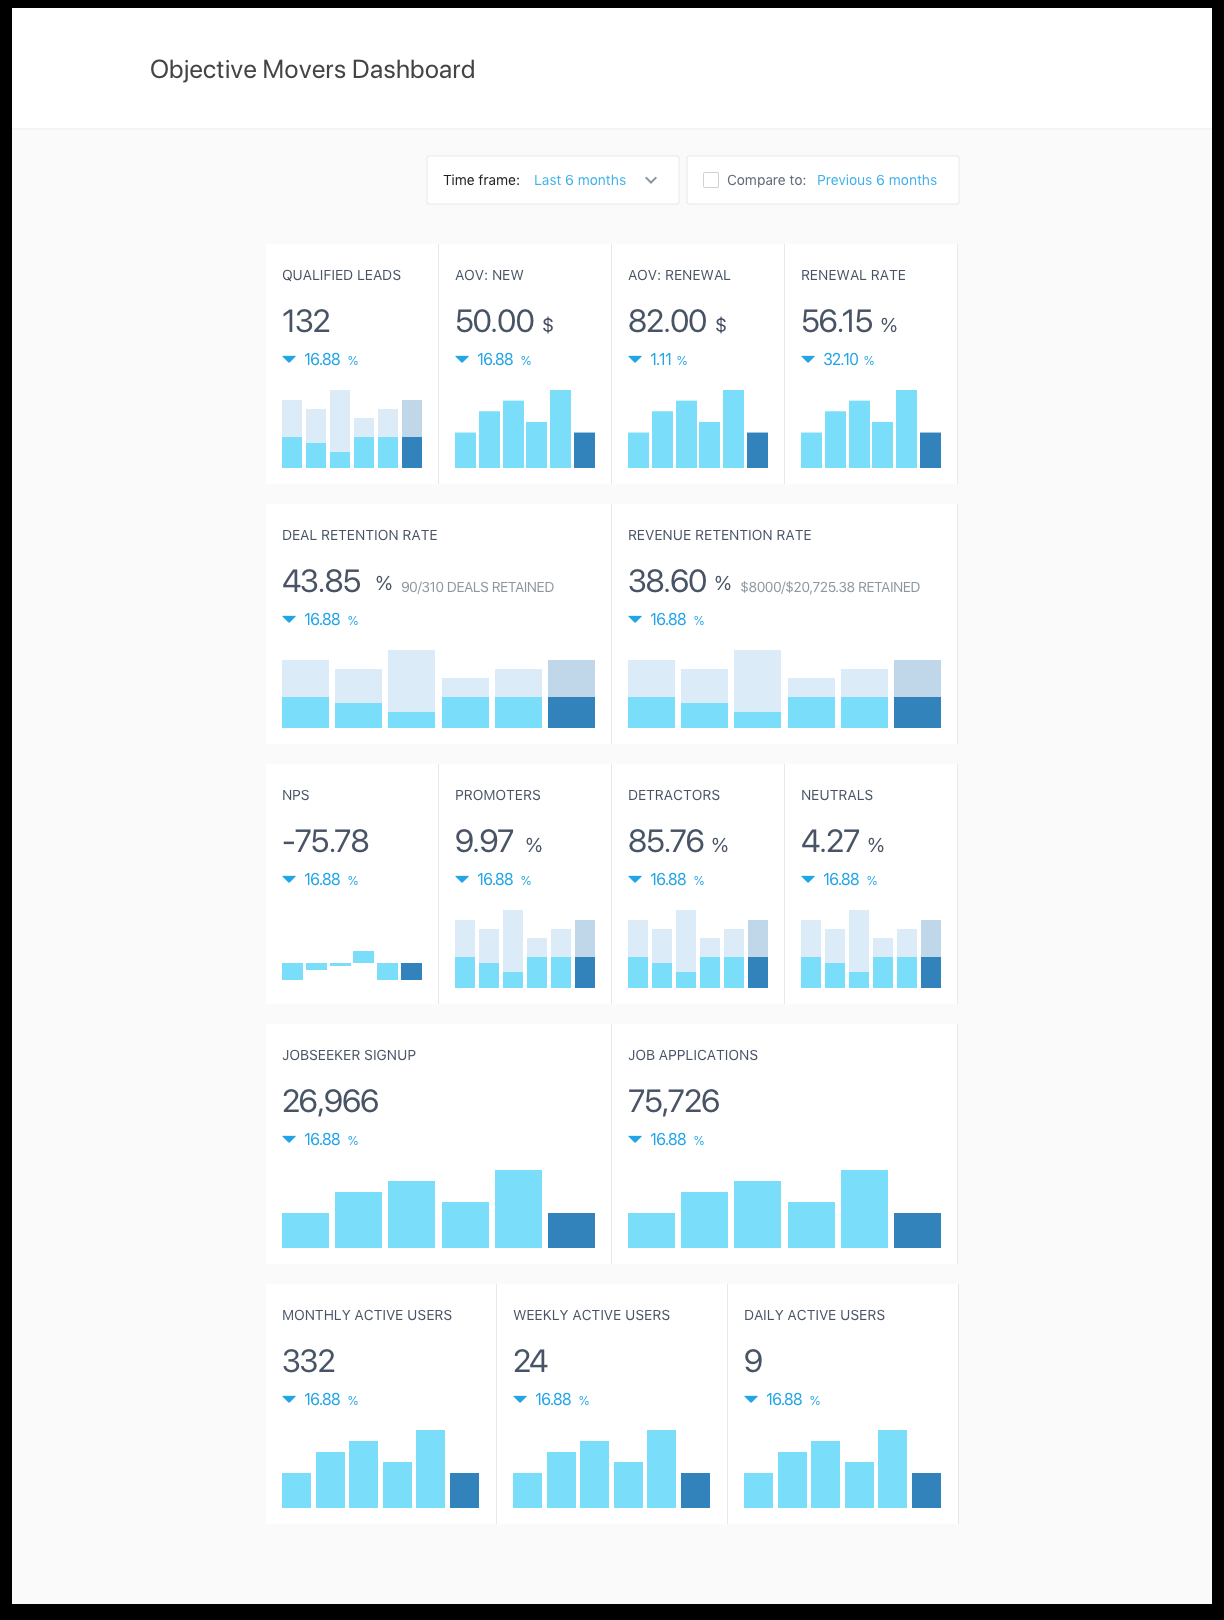 Objective Movers Dashboard
Time frame: Last 6 months
Compare to: Previous 6 months
QUALIFIED LEADS
132
16.88 %
AOV: NEW
50.00 $
16.88 %
AOV: RENEWAL
82.00 $
1.11 %
RENEWAL RATE
56.15 %
32.10 %
DEAL RETENTION RATE
43.85 % 90/310 DEALS RETAINED
16.88 %
REVENUE RETENTION RATE
38.60 % $8000/$20,725.38 RETAINED
16.88 %
NPS
-75.78
16.88 %
PROMOTERS
9.97 %
16.88 %
DETRACTORS
85.76 %
16.88 %
NEUTRALS
4.27 %
16.88 %
JOBSEEKER SIGNUP
26,966
16.88 %
JOB APPLICATIONS
75,726
16.88 %
MONTHLY ACTIVE USERS
332
16.88 %
WEEKLY ACTIVE USERS
24
16.88 %
DAILY ACTIVE USERS
9
16.88 %